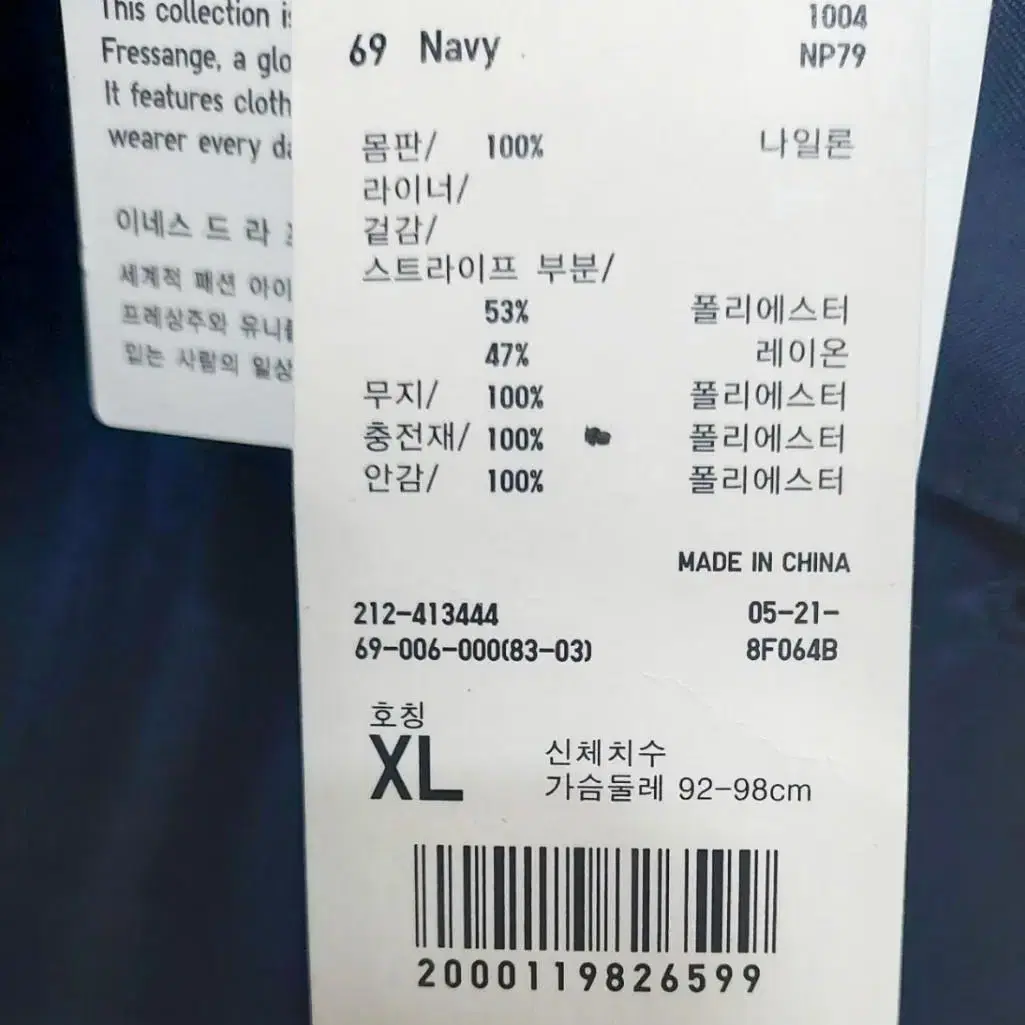 This collection is
Fressange, a glo
It features cloth
wearer every da
이네스 드 라
세계적 패션 아이
프레상주와 유니클
입는 사람의 일상
69 Navy
1004
NP79
몸판/ 100% 나일론
라이너/
겉감/
스트라이프 부분/
53% 폴리에스터
47% 레이온
무지/ 100% 폴리에스터
충전재/ 100% 폴리에스터
안감/ 100% 폴리에스터
MADE IN CHINA
212-413444 05-21-
69-006-000(83-03) 8F064B
호칭
XL
신체치수
가슴둘레 92-98cm
2000119826599